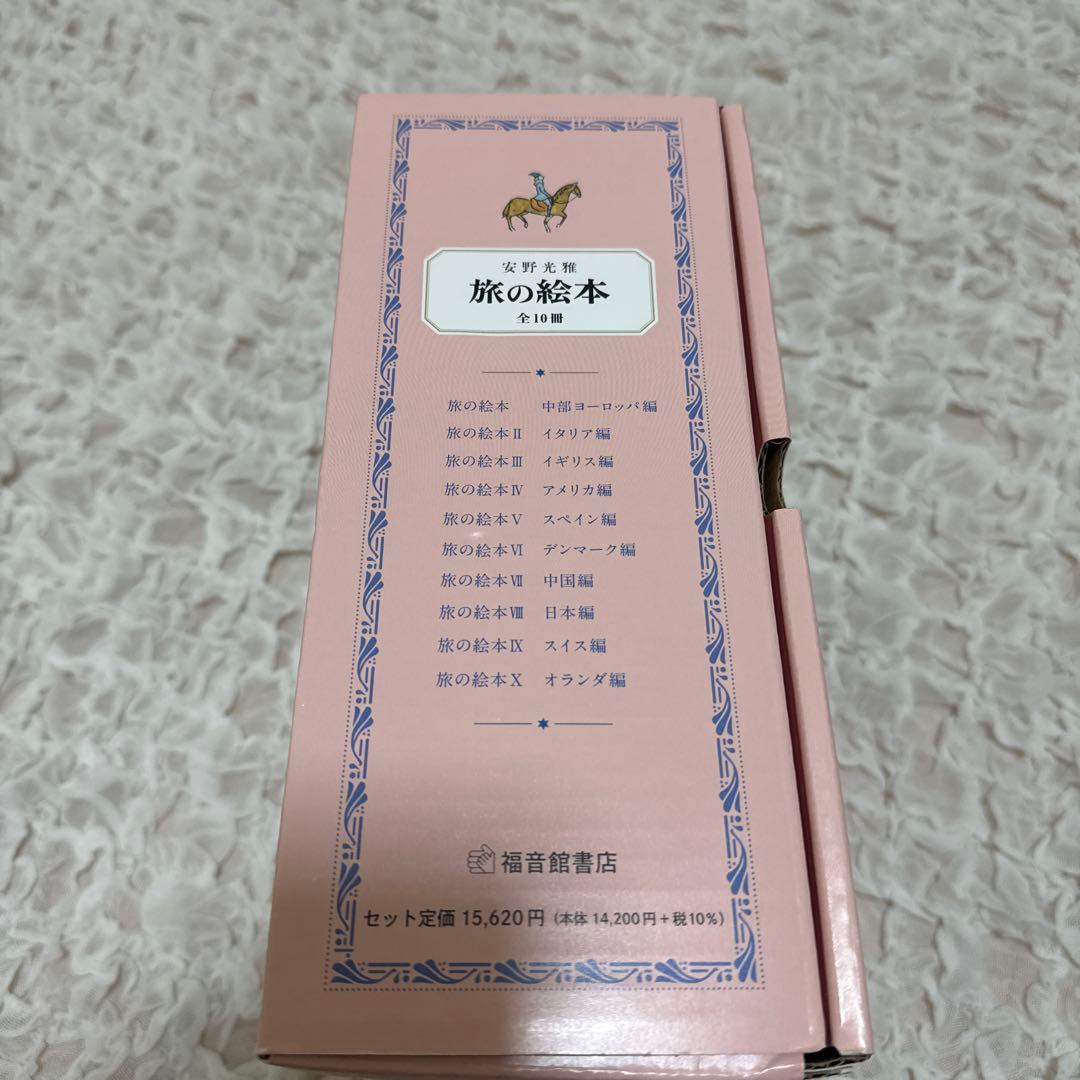 安野光雅
旅の絵本
全10冊
旅の絵本 中部ヨーロッパ編
旅の絵本Ⅱ イタリア編
旅の絵本Ⅲ イギリス編
旅の絵本Ⅳ アメリカ編
旅の絵本Ⅴ スペイン編
旅の絵本Ⅵ デンマーク編
旅の絵本Ⅶ 中国編
旅の絵本Ⅷ 日本編
旅の絵本Ⅸ スイス編
旅の絵本Ⅹ オランダ編
福音館書店
セット定価 15,620円 (本体 14,200円+税10%)